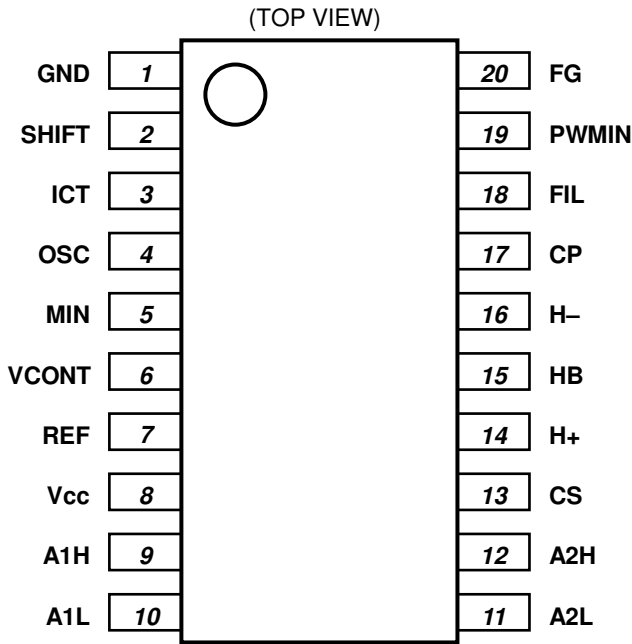 (TOP VIEW)
GND 1 20 FG
SHIFT 2 19 PWMIN
ICT 3 18 FIL
OSC 4 17 CP
MIN 5 16 H–
VCONT 6 15 HB
REF 7 14 H+
Vcc 8 13 CS
A1H 9 12 A2H
A1L 10 11 A2L